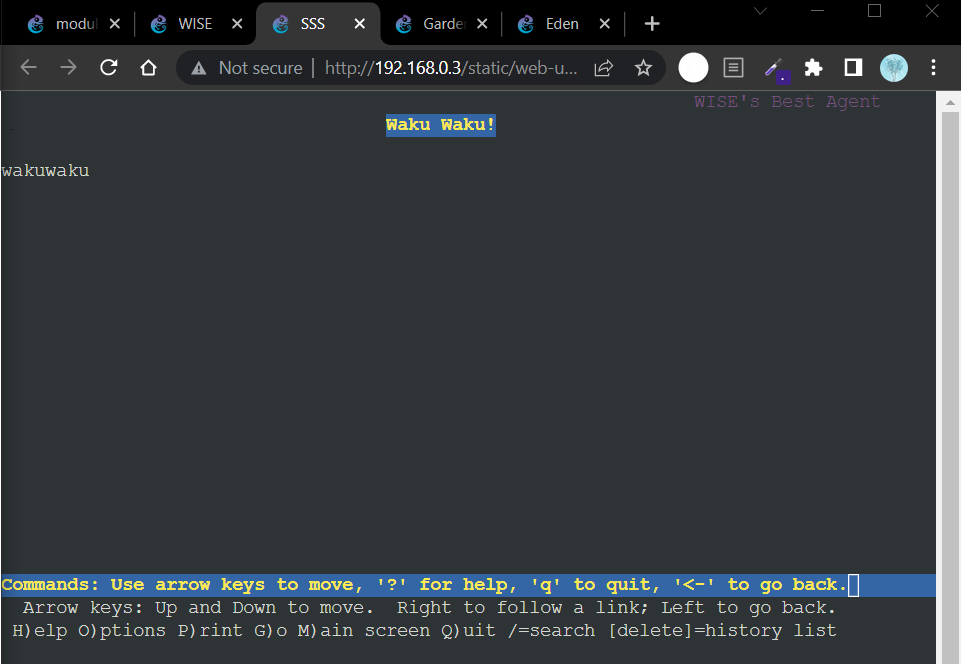 modul WISE SSS Garde Eden
Not secure | http://192.168.0.3/static/web-u...
WISE's Best Agent
Waku Waku!
wakuwaku
Commands: Use arrow keys to move, '?' for help, 'q' to quit, '<-' to go back.
Arrow keys: Up and Down to move. Right to follow a link; Left to go back.
H)elp O)ptions P)rint G)o M)ain screen Q)uit /=search [delete]=history list